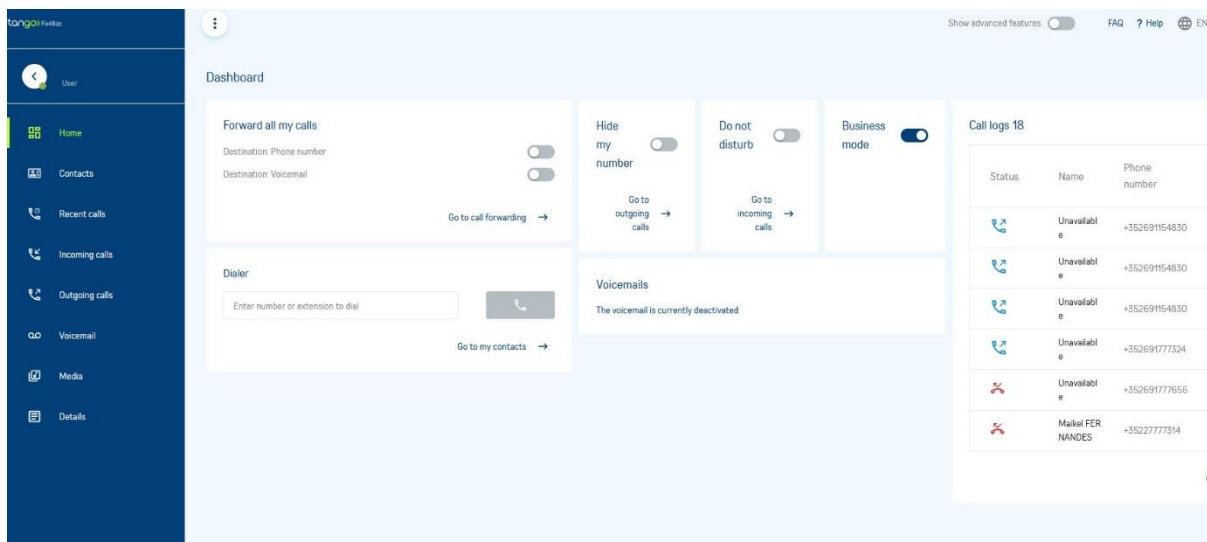 tango Fix4Biz
Show advanced features
FAQ
? Help
EN
User
Home
Contacts
Recent calls
Incoming calls
Outgoing calls
Voicemail
Media
Details
Dashboard
Forward all my calls
Destination: Phone number
Destination: Voicemail
Go to call forwarding →
Hide
my
number
Go to
outgoing →
calls
Do not
disturb
Go to
incoming →
calls
Business
mode
Dialer
Enter number or extension to dial
Go to my contacts →
Voicemails
The voicemail is currently deactivated
Call logs 18
Status
Name
Phone
number
Unavailabl
e
+352691154830
Unavailabl
e
+352691154830
Unavailabl
e
+352691154830
Unavailabl
e
+352691777324
Unavailabl
e
+352691777656
Maikel FER
NANDES
+35227777314